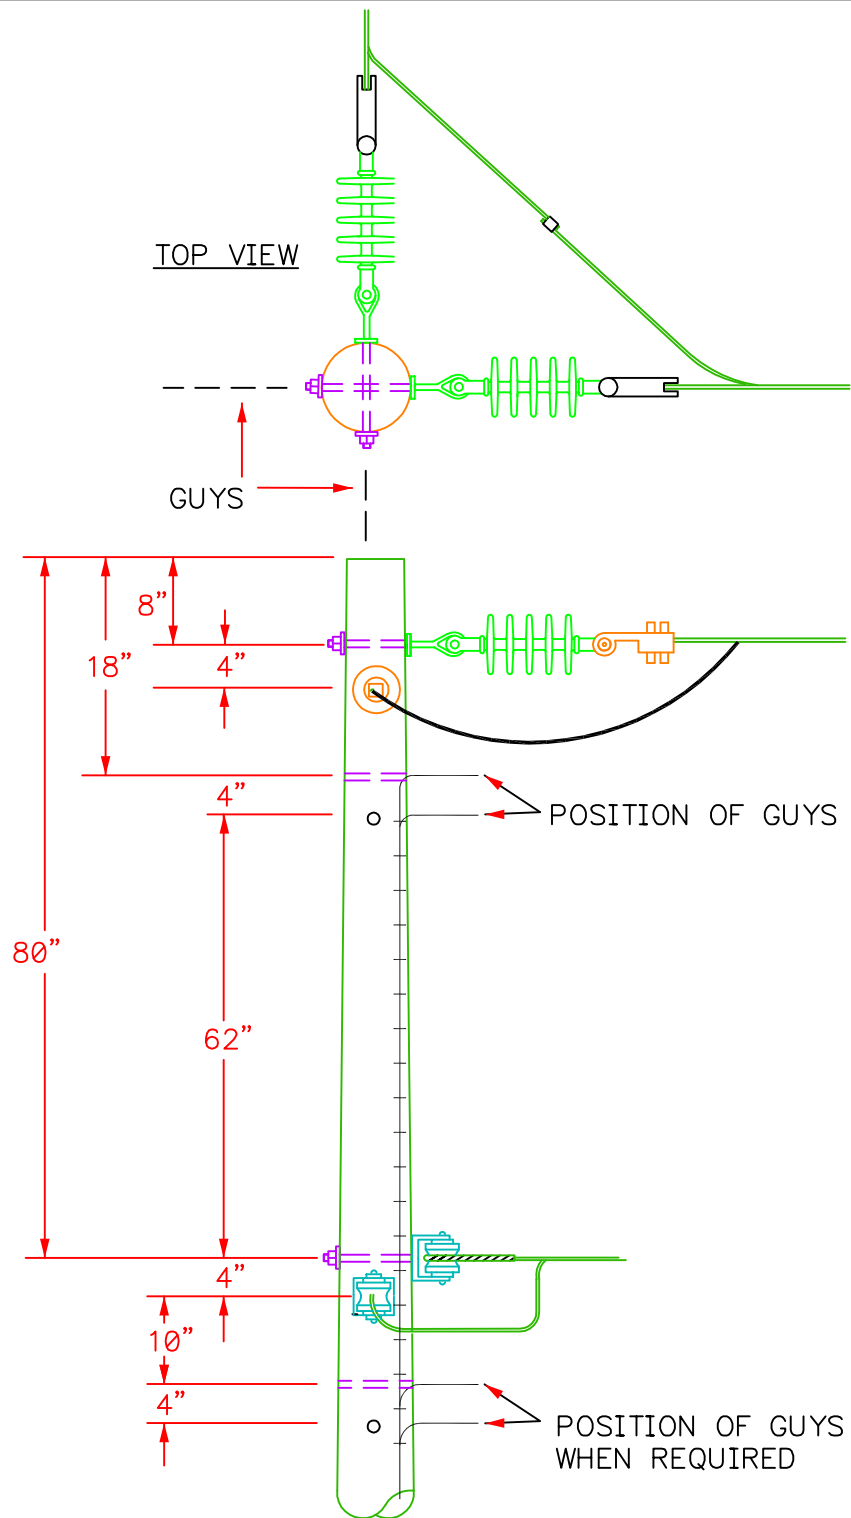 TOP VIEW
GUYS
8”
4”
18”
4”
POSITION OF GUYS
80”
62”
4”
10”
4”
POSITION OF GUYS
WHEN REQUIRED